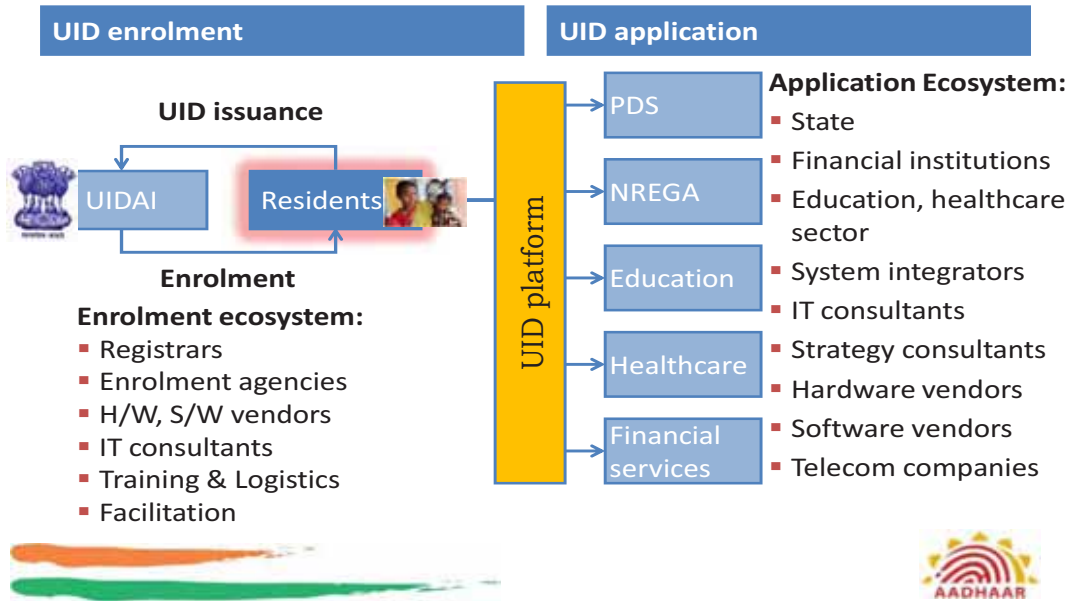 UID enrolment
UID application
UID issuance
UIDAI
Residents
Enrolment
Enrolment ecosystem:
▪ Registrars
▪ Enrolment agencies
▪ H/W, S/W vendors
▪ IT consultants
▪ Training & Logistics
▪ Facilitation
UID platform
PDS
NREGA
Education
Healthcare
Financial
services
Application Ecosystem:
▪ State
▪ Financial institutions
▪ Education, healthcare
sector
▪ System integrators
▪ IT consultants
▪ Strategy consultants
▪ Hardware vendors
▪ Software vendors
▪ Telecom companies
AADHAAR